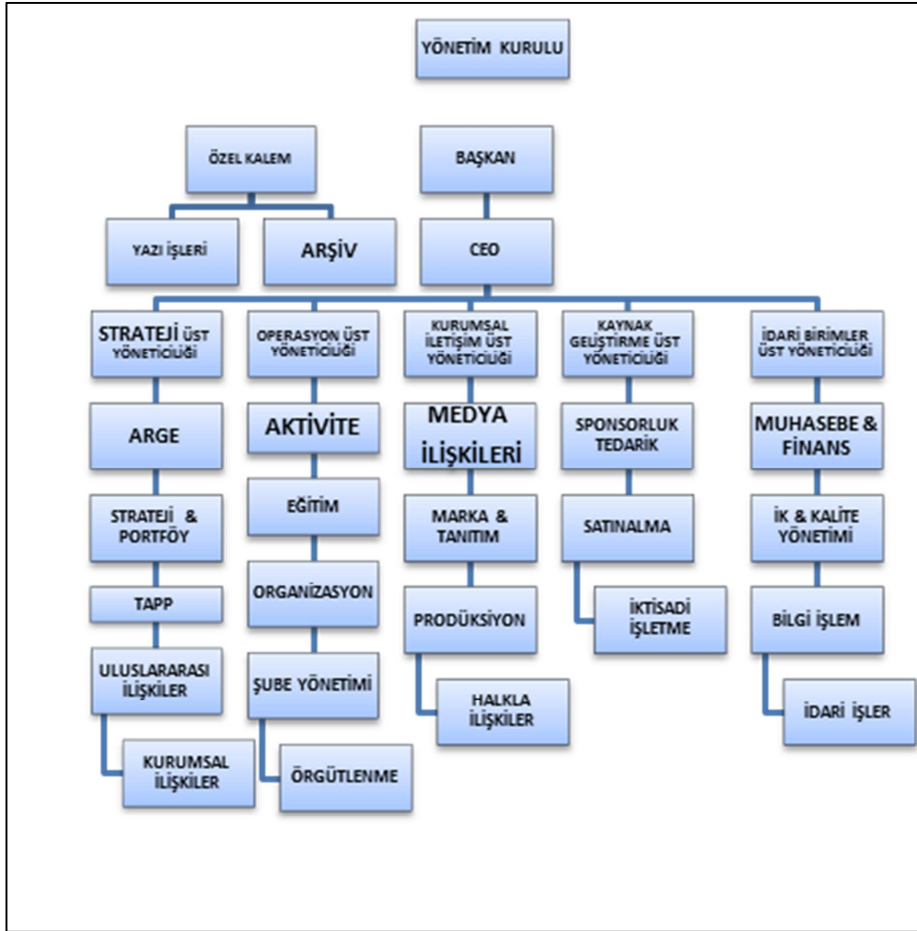 YÖNETİM KURULU
ÖZEL KALEM
BAŞKAN
YAZI İŞLERİ
ARŞİV
CEO
STRATEJİ ÜST
YÖNETİCİLİĞİ
OPERASYON ÜST
YÖNETİCİLİĞİ
KURUMSAL
İLETİŞİM ÜST
YÖNETİCİLİĞİ
KAYNAK
GELİŞTİRME ÜST
YÖNETİCİLİĞİ
İDARİ BİRİMLER
ÜST YÖNETİCİLİĞİ
ARGE
AKTİVİTE
MEDYA
İLİŞKİLERİ
SPONSORLUK
TEDARİK
MUHASEBE &
FİNANS
STRATEJİ &
PORTFÖY
EĞİTİM
MARKA &
TANITIM
SATINALMA
İK & KALİTE
YÖNETİMİ
TAPP
ORGANİZASYON
PRODÜKSİYON
İKTİSADİ
İŞLETME
BİLGİ İŞLEM
ULUSLARARASI
İLİŞKİLER
ŞUBE YÖNETİMİ
HALKLA
İLİŞKİLER
İDARİ İŞLER
KURUMSAL
İLİŞKİLER
ÖRGÜTLENME